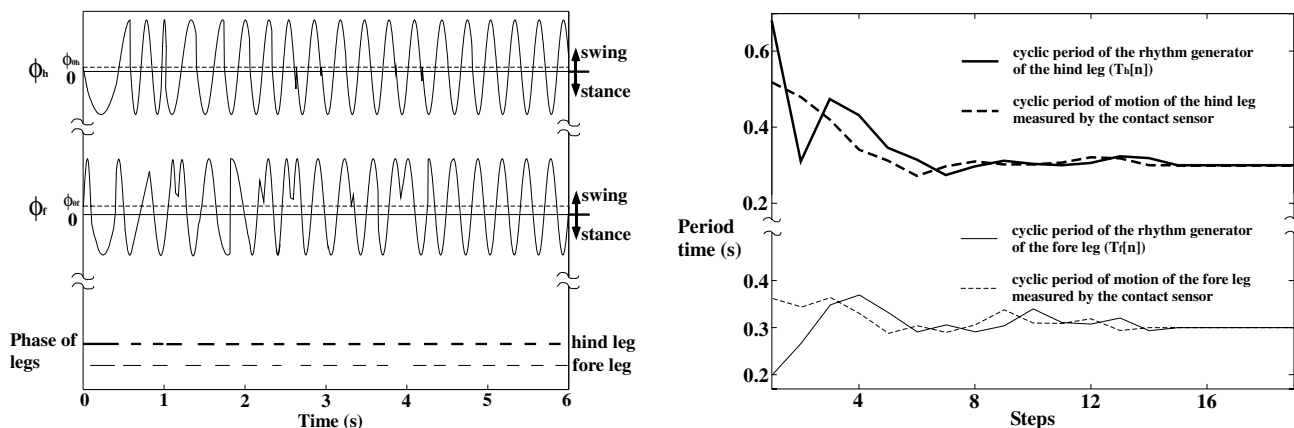 ϕh
ϕ0h
0
swing
stance
ϕf
ϕ0f
0
swing
stance
Phase of
legs
hind leg
fore leg
0 1 2 3 4 5 6
Time (s)
0.6
0.4
0.2
Period
time (s)
0.4
0.3
0.2
cyclic period of the rhythm generator
of the hind leg (Th[n])
cyclic period of motion of the hind leg
measured by the contact sensor
cyclic period of the rhythm generator
of the fore leg (Tf[n])
cyclic period of motion of the fore leg
measured by the contact sensor
4 8 12 16
Steps